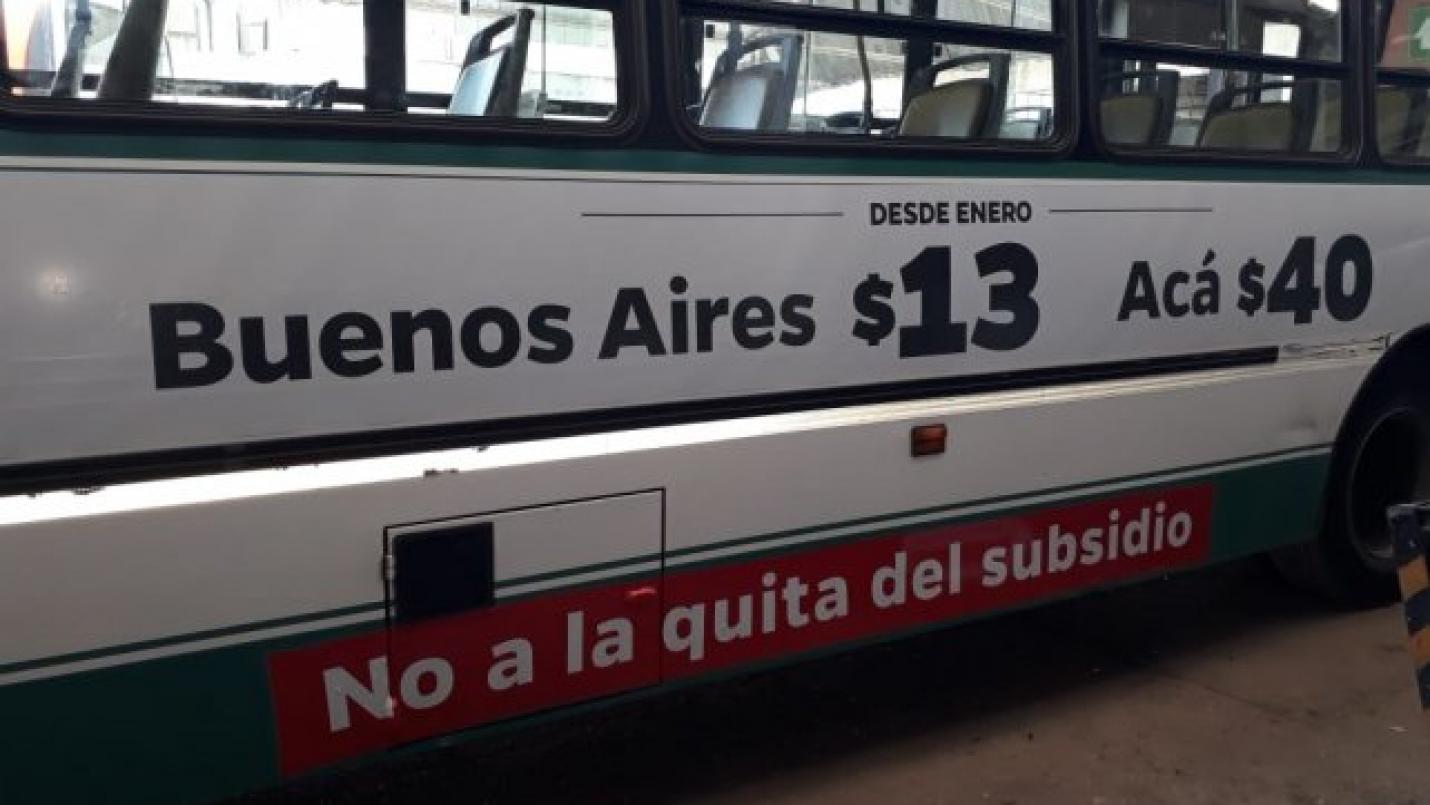 DESDE ENERO
Buenos Aires $13 Acá $40
No a la quita del subsidio